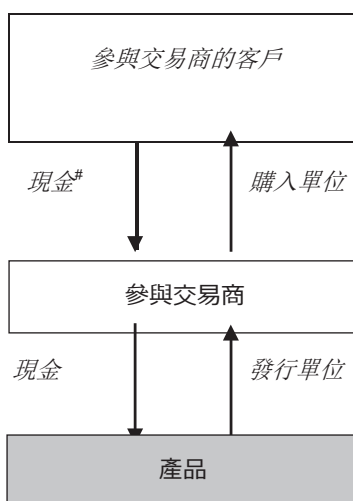 參與交易商的客戶
現金# 購入單位
參與交易商
現金 發行單位
產品